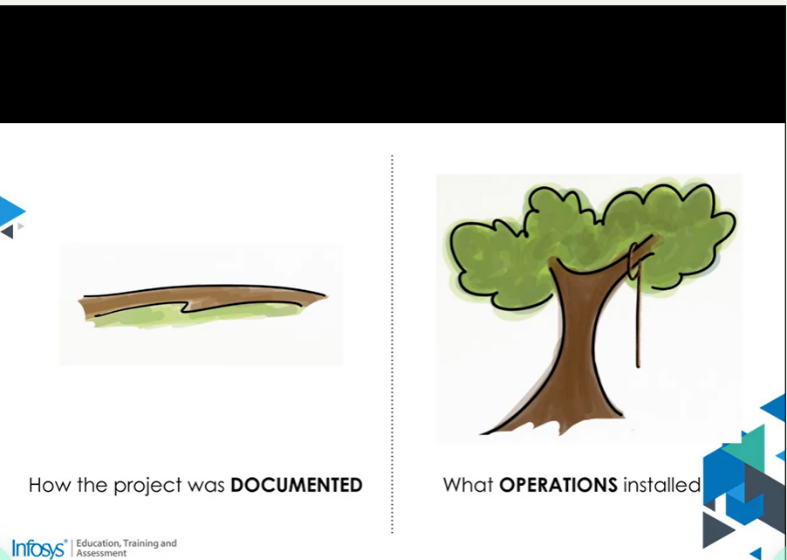 How the project was DOCUMENTED
What OPERATIONS installed
Infosys® | Education, Training and
Assessment